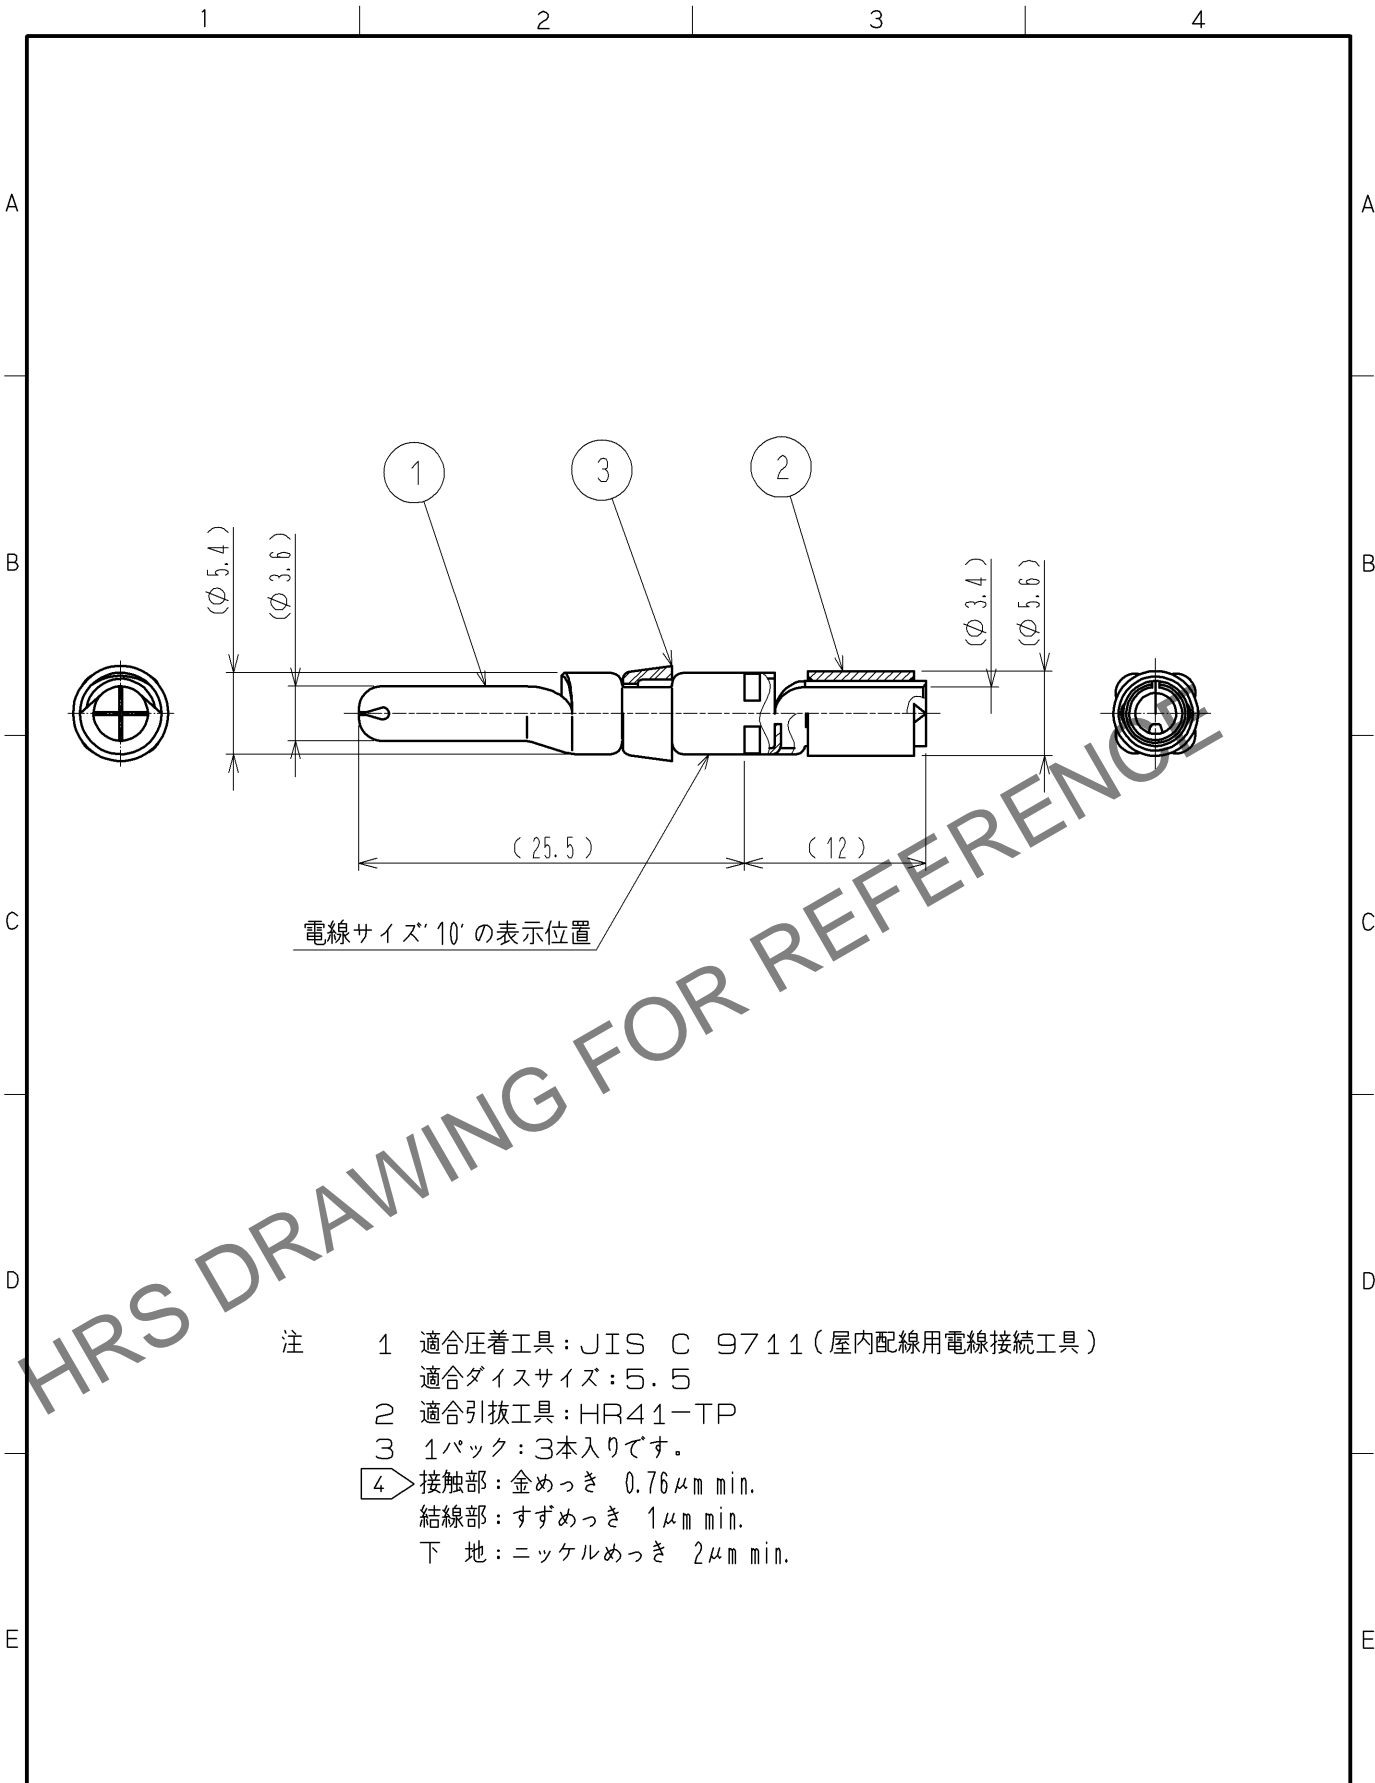 1 2 3 4
A A
1 3 2
B B
(φ5.4) (φ3.6) (φ3.4) (φ5.6)
(25.5) (12)
C C
電線サイズ'10'の表示位置
HRS DRAWING FOR REFERENCE
D D
注 1 適合圧着工具:JIS C 9711(屋内配線用電線接続工具)
適合ダイスサイズ:5.5
2 適合引抜工具:HR41-TP
3 1パック:3本入りです。
4 接触部:金めっき 0.76μm min.
結線部:すずめっき 1μm min.
下 地:ニッケルめっき 2μm min.
E E